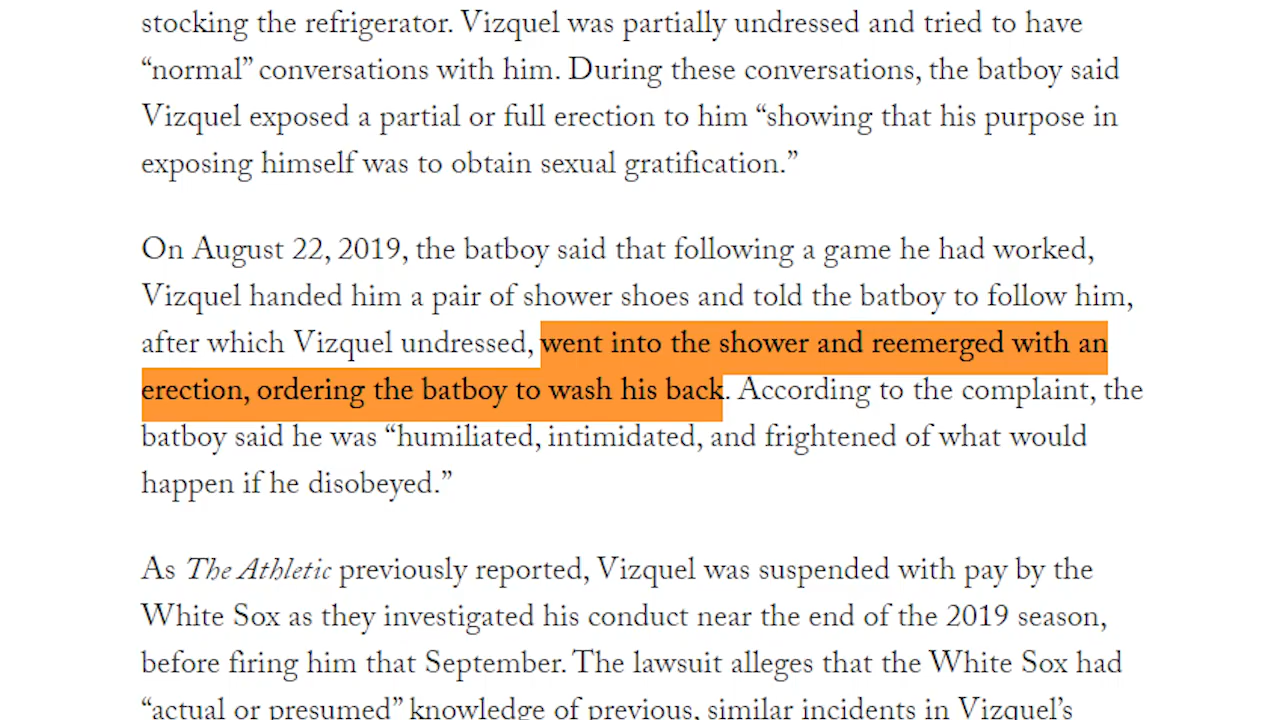 stocking the refrigerator. Vizquel was partially undressed and tried to have
“normal” conversations with him. During these conversations, the batboy said
Vizquel exposed a partial or full erection to him “showing that his purpose in
exposing himself was to obtain sexual gratification.”
On August 22, 2019, the batboy said that following a game he had worked,
Vizquel handed him a pair of shower shoes and told the batboy to follow him,
after which Vizquel undressed, went into the shower and reemerged with an
erection, ordering the batboy to wash his back. According to the complaint, the
batboy said he was “humiliated, intimidated, and frightened of what would
happen if he disobeyed.”
As The Athletic previously reported, Vizquel was suspended with pay by the
White Sox as they investigated his conduct near the end of the 2019 season,
before firing him that September. The lawsuit alleges that the White Sox had
“actual or presumed” knowledge of previous, similar incidents in Vizquel’s